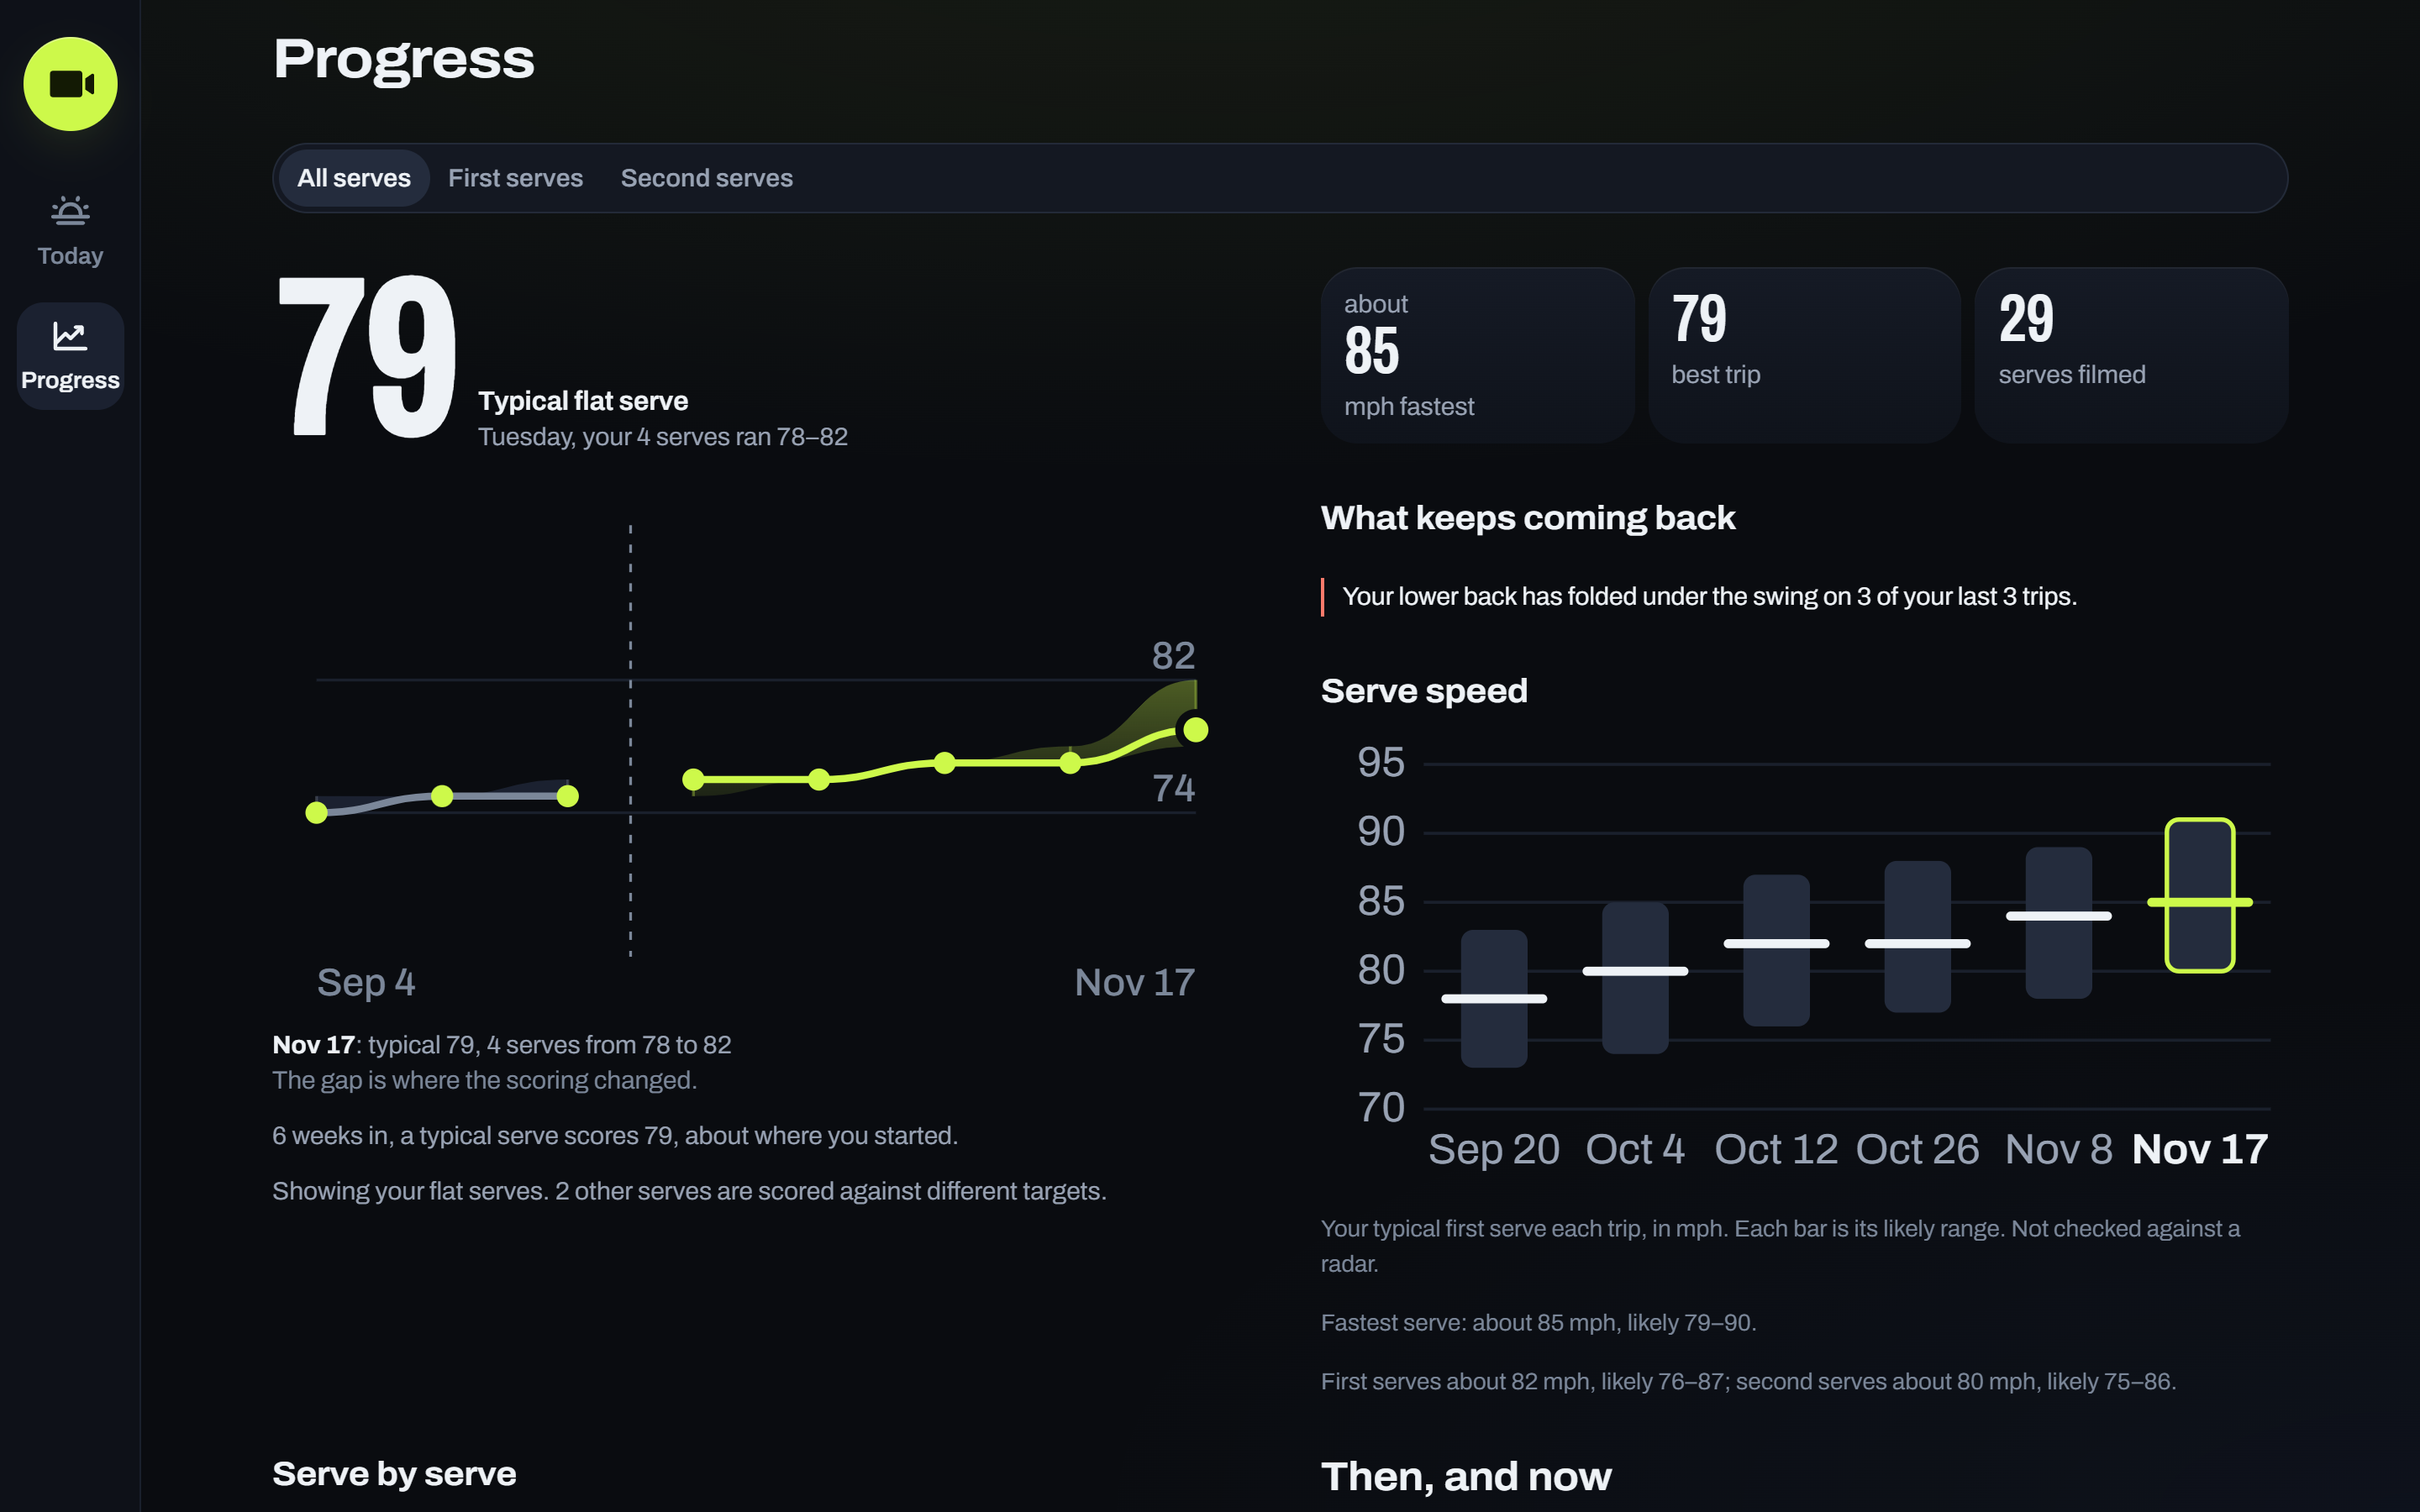 Progress
Today
Progress
All serves
First serves
Second serves
79
Typical flat serve
Tuesday, your 4 serves ran 78–82
82
74
Sep 4
Nov 17
Nov 17: typical 79, 4 serves from 78 to 82
The gap is where the scoring changed.
6 weeks in, a typical serve scores 79, about where you started.
Showing your flat serves. 2 other serves are scored against different targets.
Serve by serve
about
85
mph fastest
79
best trip
29
serves filmed
What keeps coming back
Your lower back has folded under the swing on 3 of your last 3 trips.
Serve speed
95
90
85
80
75
70
Sep 20
Oct 4
Oct 12
Oct 26
Nov 8
Nov 17
Your typical first serve each trip, in mph. Each bar is its likely range. Not checked against a
radar.
Fastest serve: about 85 mph, likely 79–90.
First serves about 82 mph, likely 76–87; second serves about 80 mph, likely 75–86.
Then, and now